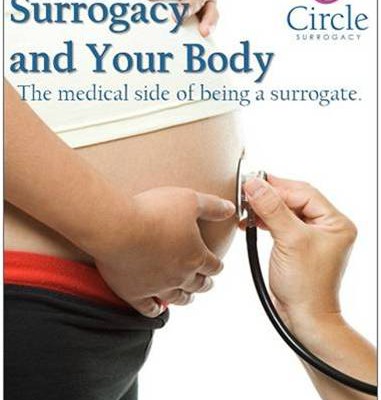 Surrogacy
and Your Body
The medical side of being a surrogate.
Circle
SURROGACY